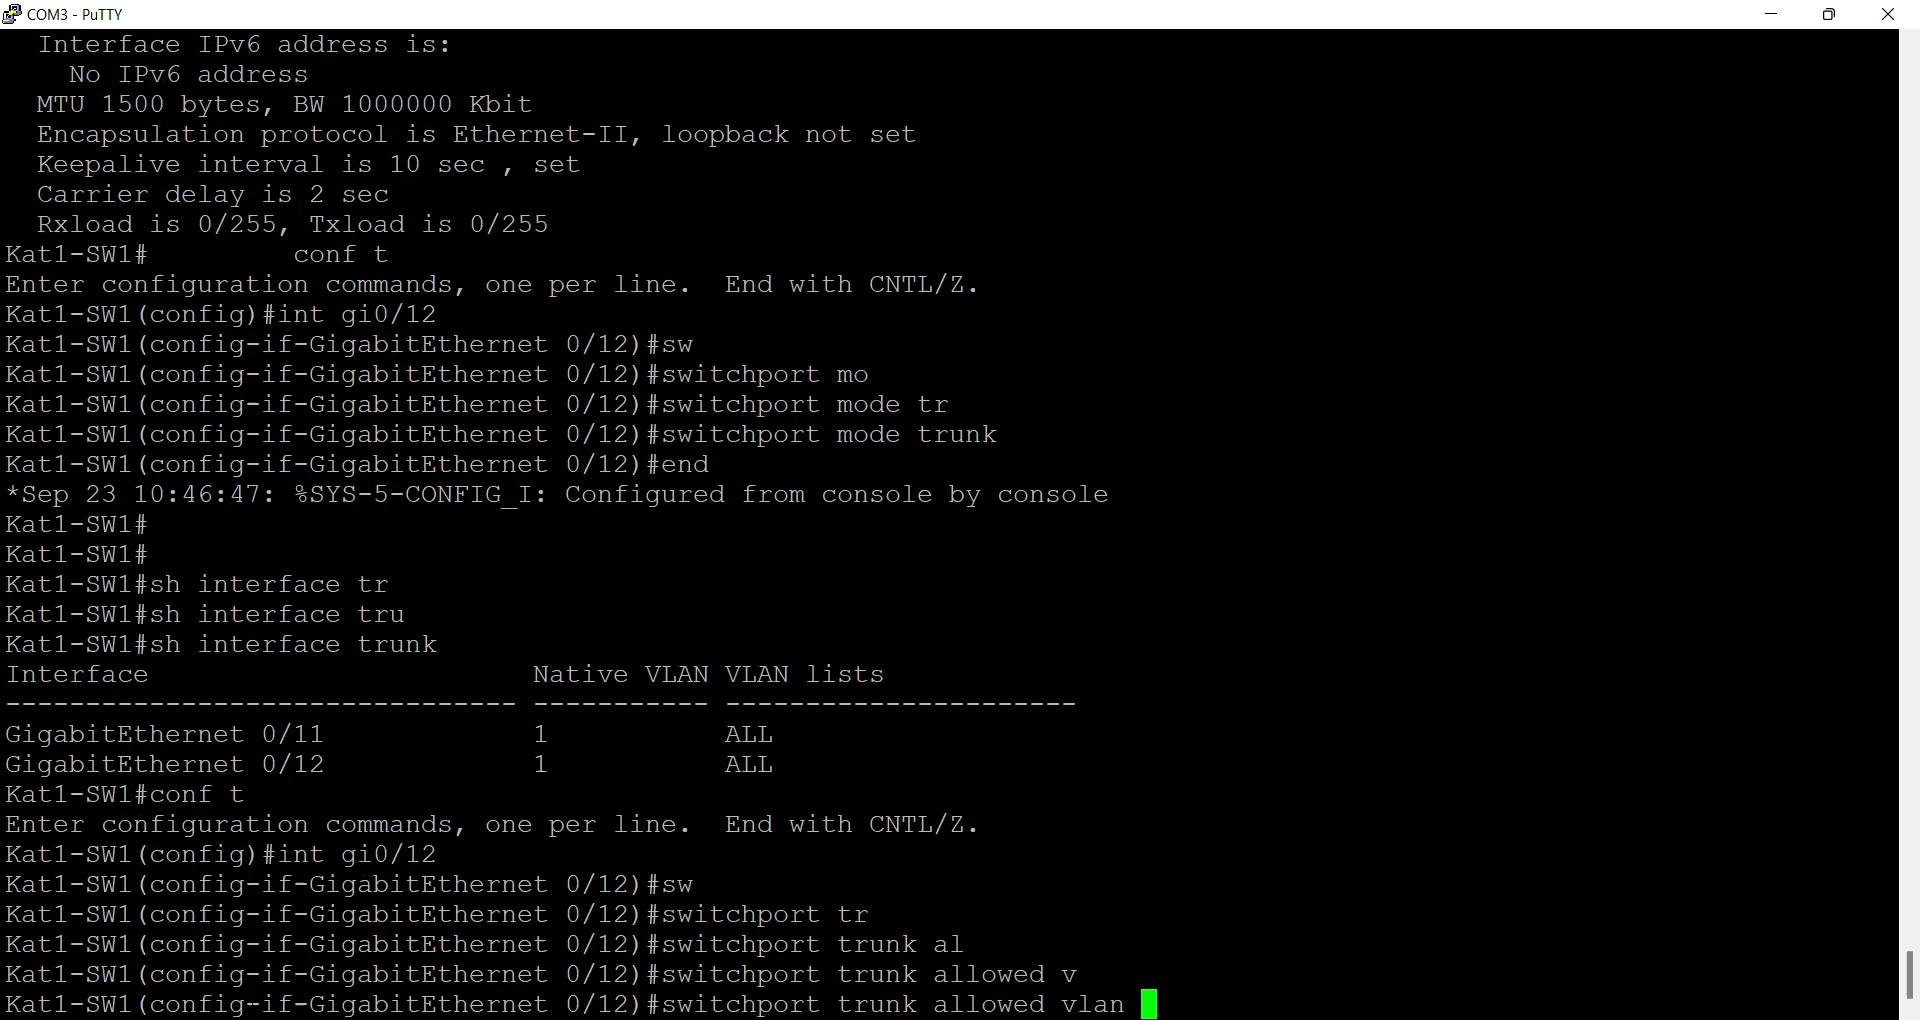 COM3 - PuTTY
Interface IPv6 address is:
No IPv6 address
MTU 1500 bytes, BW 1000000 Kbit
Encapsulation protocol is Ethernet-II, loopback not set
Keepalive interval is 10 sec , set
Carrier delay is 2 sec
Rxload is 0/255, Txload is 0/255
Kat1-SW1#         conf t
Enter configuration commands, one per line.  End with CNTL/Z.
Kat1-SW1(config)#int gi0/12
Kat1-SW1(config-if-GigabitEthernet 0/12)#sw
Kat1-SW1(config-if-GigabitEthernet 0/12)#switchport mo
Kat1-SW1(config-if-GigabitEthernet 0/12)#switchport mode tr
Kat1-SW1(config-if-GigabitEthernet 0/12)#switchport mode trunk
Kat1-SW1(config-if-GigabitEthernet 0/12)#end
*Sep 23 10:46:47: %SYS-5-CONFIG_I: Configured from console by console
Kat1-SW1#
Kat1-SW1#
Kat1-SW1#sh interface tr
Kat1-SW1#sh interface tru
Kat1-SW1#sh interface trunk
Interface                        Native VLAN VLAN lists
-------------------------------- ----------- ----------------------
GigabitEthernet 0/11             1           ALL
GigabitEthernet 0/12             1           ALL
Kat1-SW1#conf t
Enter configuration commands, one per line.  End with CNTL/Z.
Kat1-SW1(config)#int gi0/12
Kat1-SW1(config-if-GigabitEthernet 0/12)#sw
Kat1-SW1(config-if-GigabitEthernet 0/12)#switchport tr
Kat1-SW1(config-if-GigabitEthernet 0/12)#switchport trunk al
Kat1-SW1(config-if-GigabitEthernet 0/12)#switchport trunk allowed v
Kat1-SW1(config-if-GigabitEthernet 0/12)#switchport trunk allowed vlan